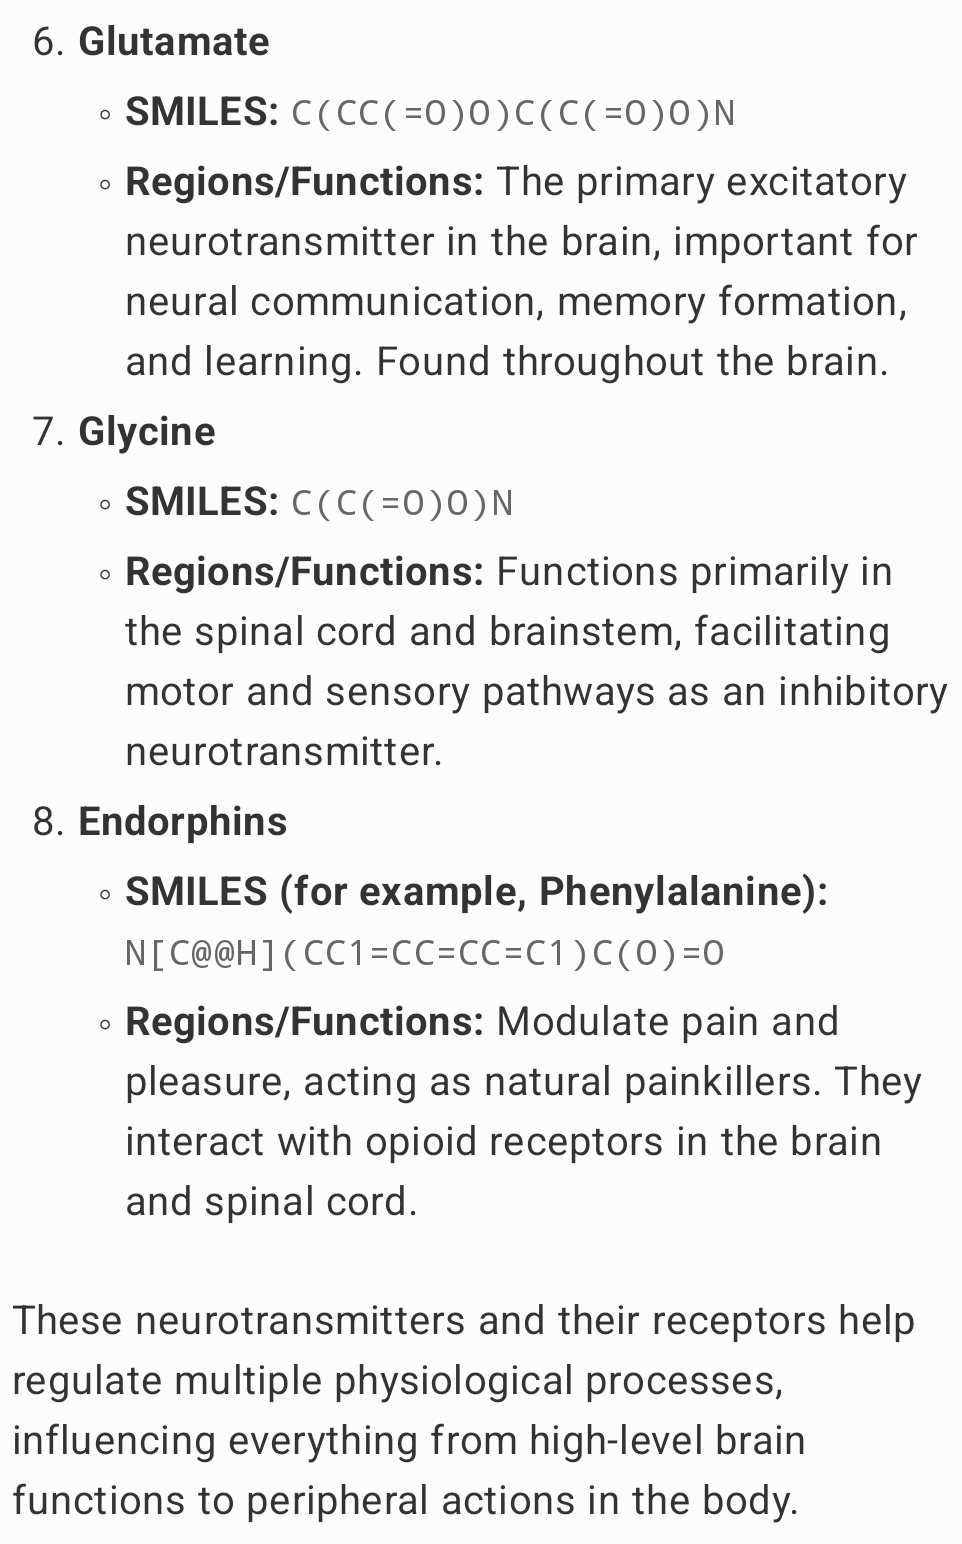 6. Glutamate
◦ SMILES: C(CC(=O)O)C(C(=O)O)N
◦ Regions/Functions: The primary excitatory
neurotransmitter in the brain, important for
neural communication, memory formation,
and learning. Found throughout the brain.
7. Glycine
◦ SMILES: C(C(=O)O)N
◦ Regions/Functions: Functions primarily in
the spinal cord and brainstem, facilitating
motor and sensory pathways as an inhibitory
neurotransmitter.
8. Endorphins
◦ SMILES (for example, Phenylalanine):
N[C@@H](CC1=CC=CC=C1)C(O)=O
◦ Regions/Functions: Modulate pain and
pleasure, acting as natural painkillers. They
interact with opioid receptors in the brain
and spinal cord.
These neurotransmitters and their receptors help
regulate multiple physiological processes,
influencing everything from high-level brain
functions to peripheral actions in the body.